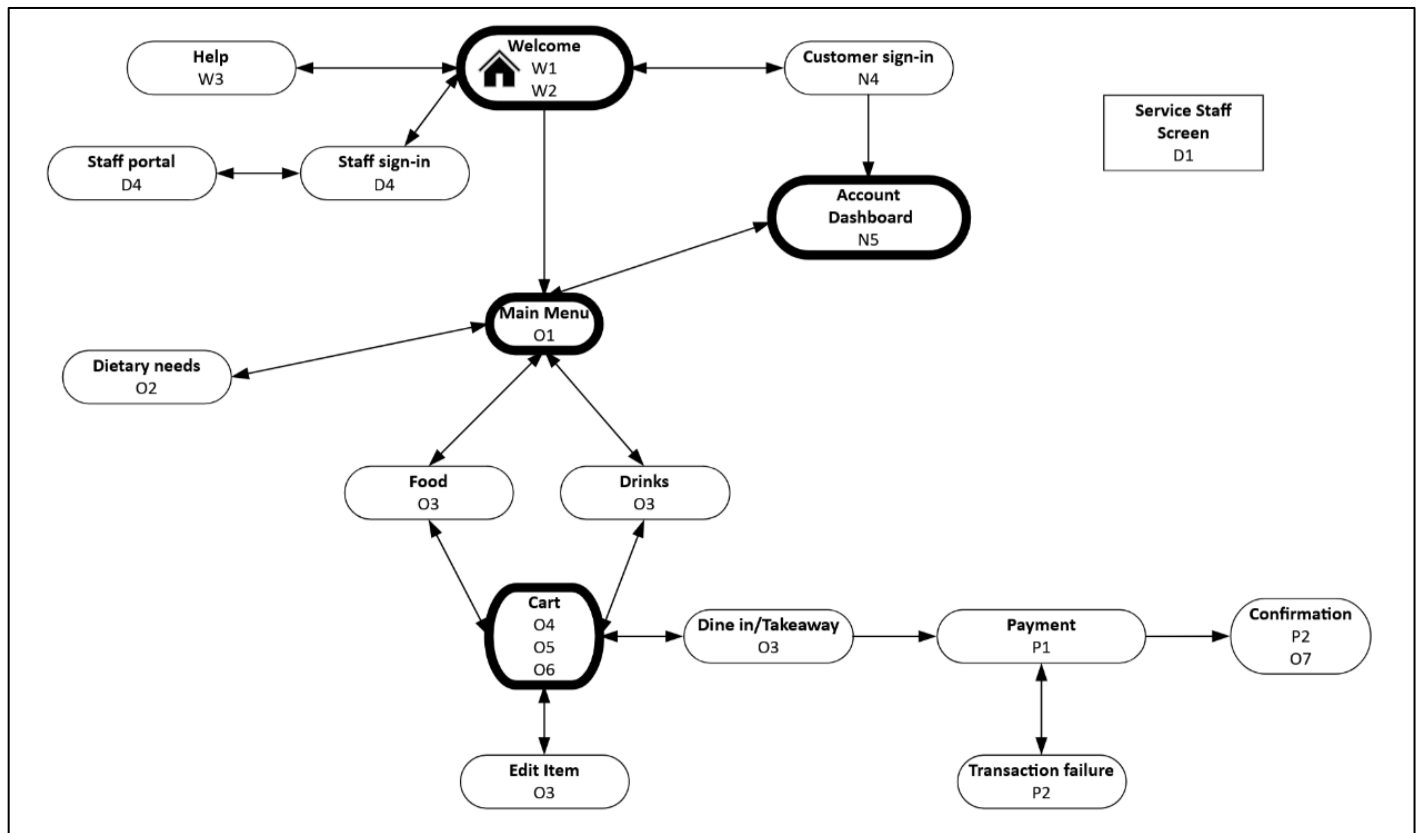 Welcome
W1
W2
Help
W3
Customer sign-in
N4
Service Staff
Screen
D1
Staff portal
D4
Staff sign-in
D4
Account
Dashboard
N5
Main Menu
O1
Dietary needs
O2
Food
O3
Drinks
O3
Cart
O4
O5
O6
Dine in/Takeaway
O3
Payment
P1
Confirmation
P2
O7
Edit Item
O3
Transaction failure
P2